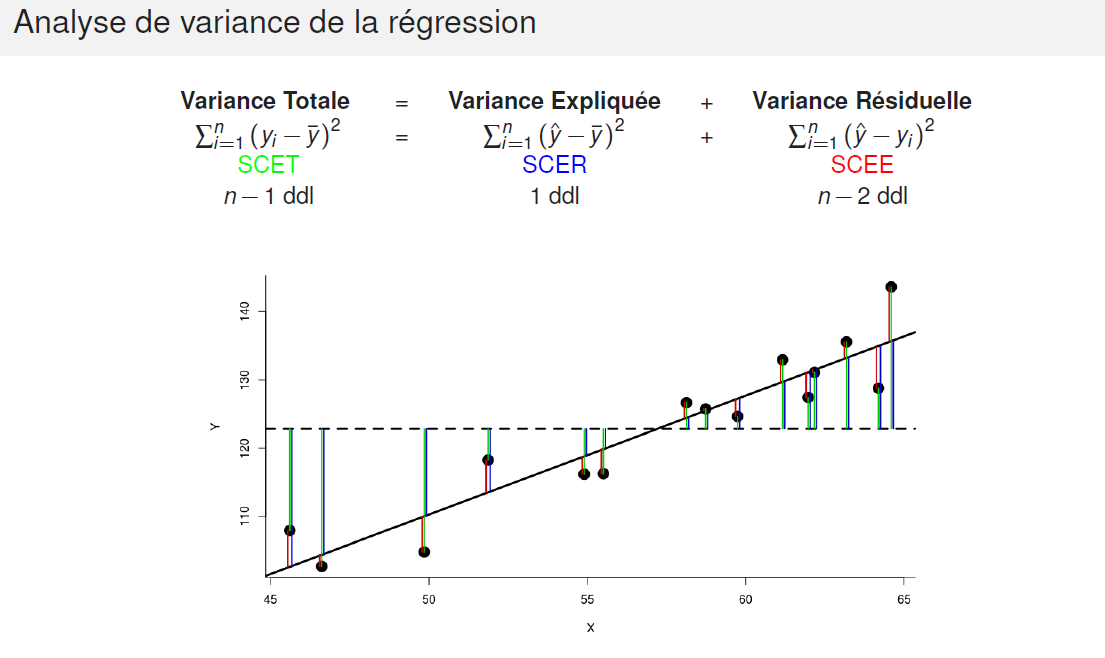 Analyse de variance de la régression
Variance Totale = Variance Expliquée + Variance Résiduelle
∑ⁿᵢ₌₁ (yᵢ − ȳ)² = ∑ⁿᵢ₌₁ (ŷ − ȳ)² + ∑ⁿᵢ₌₁ (ŷ − yᵢ)²
SCET SCER SCEE
n − 1 ddl 1 ddl n − 2 ddl
140
130
120
110
Y
45 50 55 60 65
X